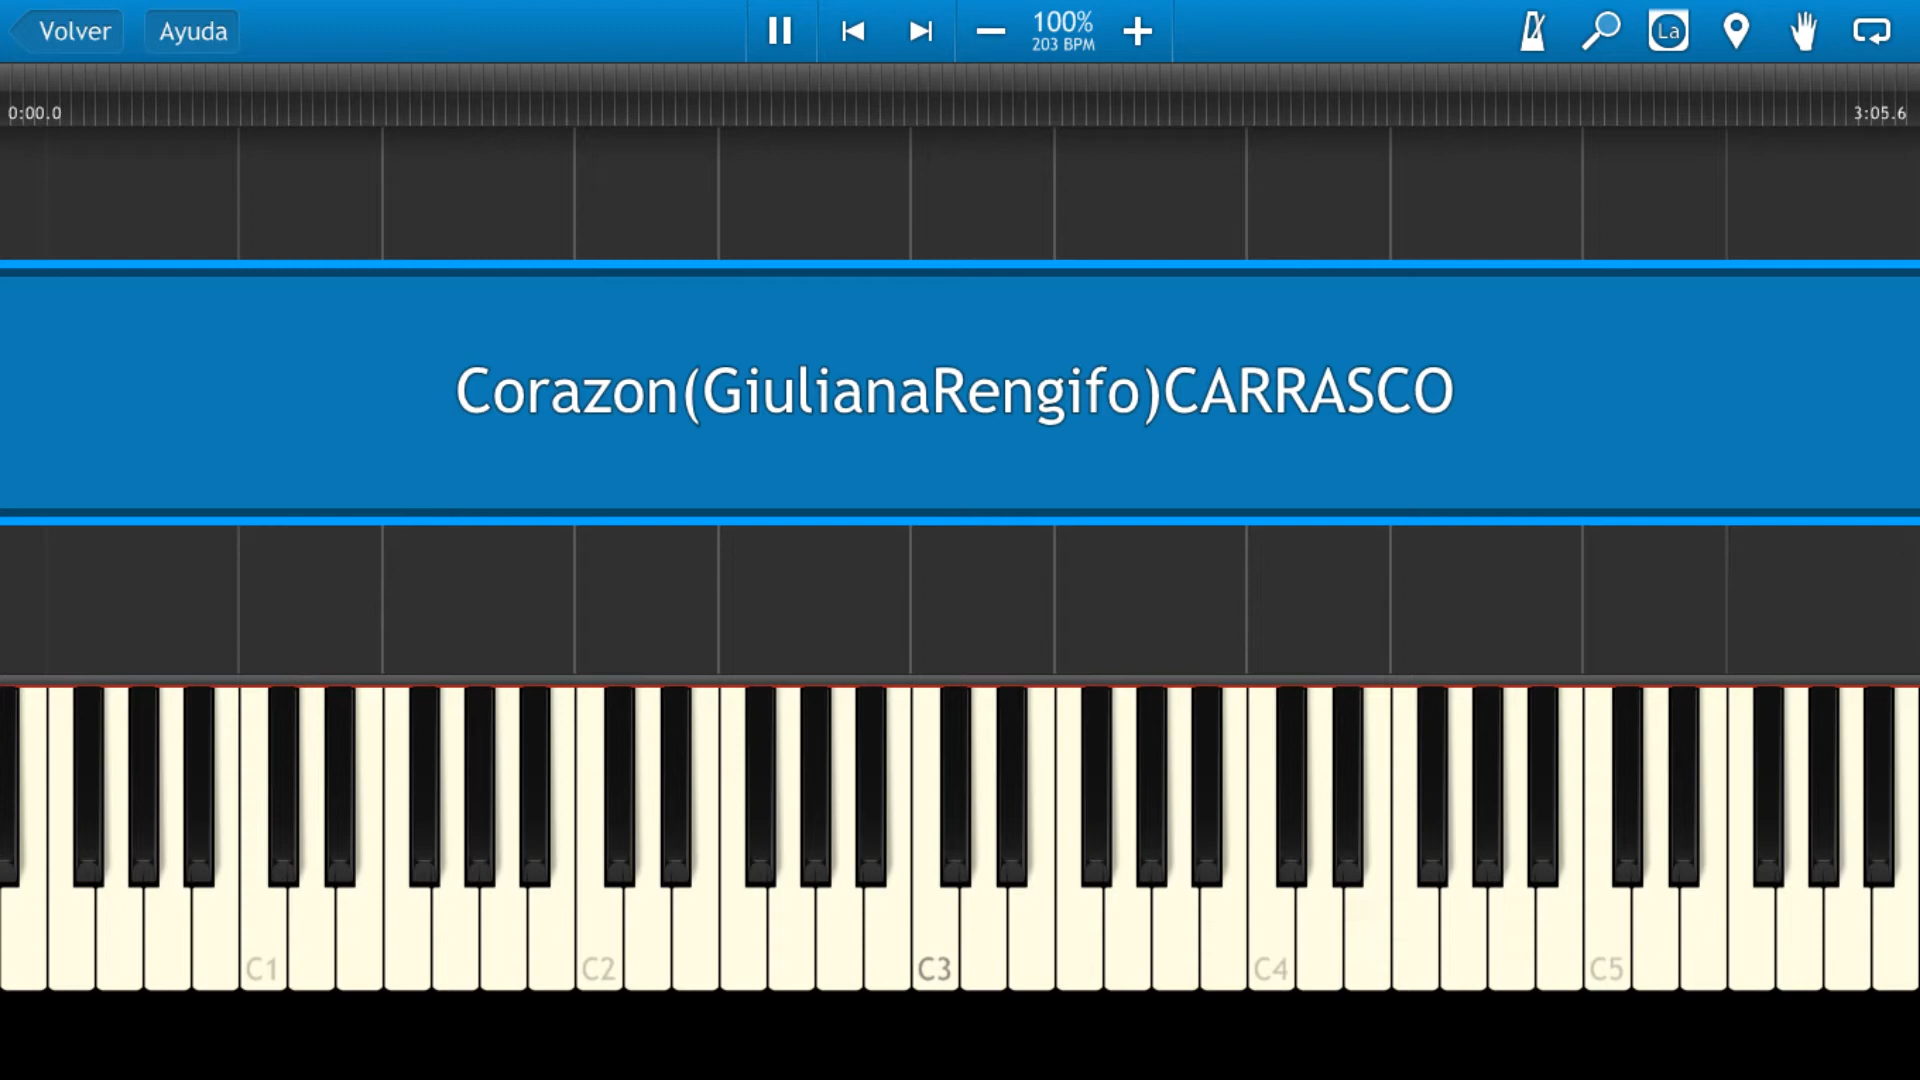 Volver
Ayuda
100%
203 BPM
La
0:00.0
3:05.6
Corazon(GiulianaRengifo)CARRASCO
C1
C2
C3
C4
C5